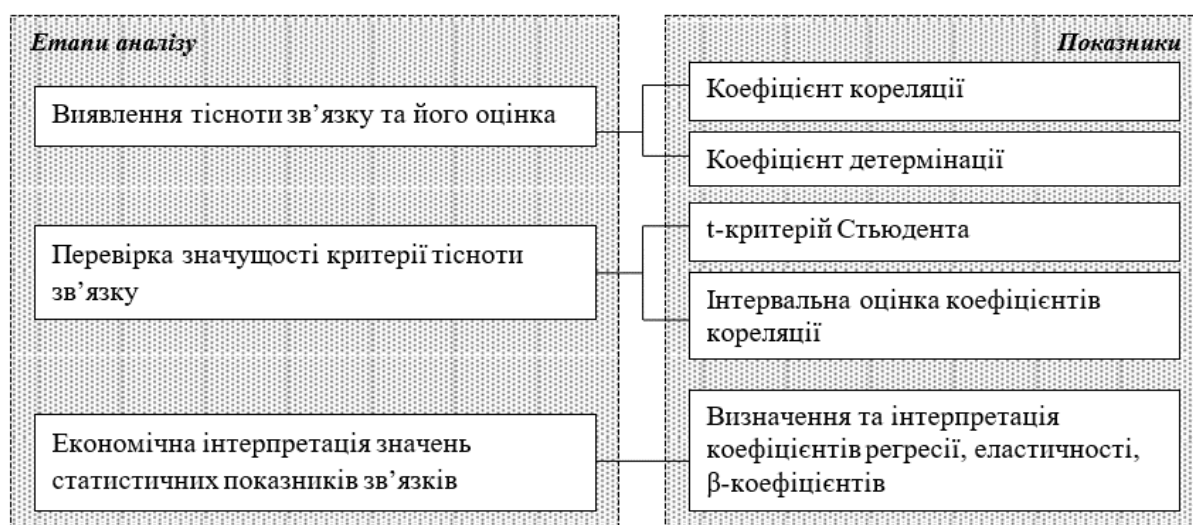 Етапи аналізу
Показники
Виявлення тісноти зв’язку та його оцінка
Коефіцієнт кореляції
Коефіцієнт детермінації
Перевірка значущості критерії тісноти
зв’язку
t-критерій Стьюдента
Інтервальна оцінка коефіцієнтів
кореляції
Економічна інтерпретація значень
статистичних показників зв’язків
Визначення та інтерпретація
коефіцієнтів регресії, еластичності,
β-коефіцієнтів